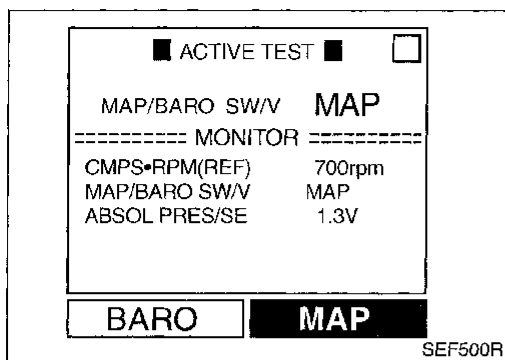 ■ ACTIVE TEST ■
MAP/BARO SW/V MAP
========== MONITOR =========
CMPS•RPM(REF) 700rpm
MAP/BARO SW/V MAP
ABSOL PRES/SE 1.3V
BARO MAP
SEF500R